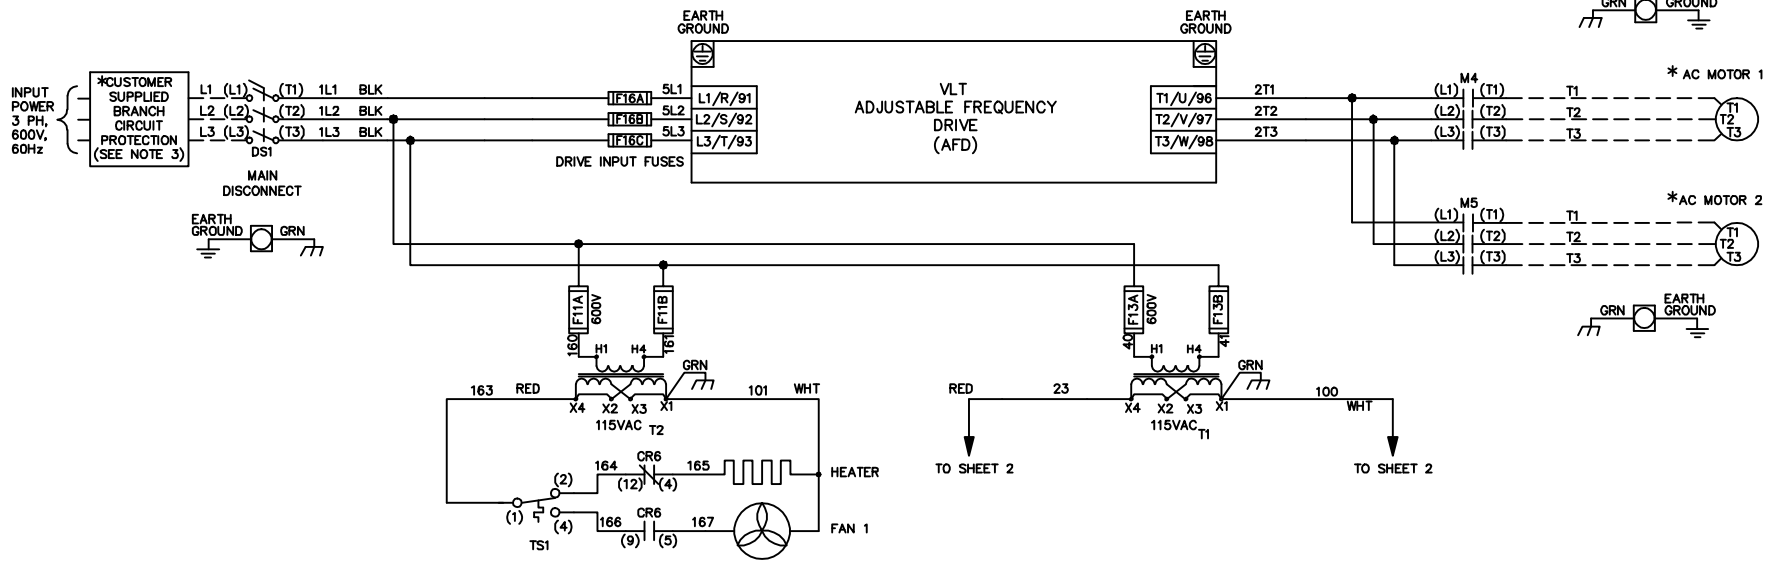 GRN
GROUND
EARTH
GROUND
EARTH
GROUND
INPUT
POWER
3 PH,
600V,
60Hz
*CUSTOMER
SUPPLIED
BRANCH
CIRCUIT
PROTECTION
(SEE NOTE 3)
L1 (L1) (T1) 1L1 BLK
L2 (L2) (T2) 1L2 BLK
L3 (L3) (T3) 1L3 BLK
DS1
MAIN
DISCONNECT
F16A 5L1
F16B 5L2
F16C 5L3
DRIVE INPUT FUSES
L1/R/91
L2/S/92
L3/T/93
VLT
ADJUSTABLE FREQUENCY
DRIVE
(AFD)
T1/U/96
T2/V/97
T3/W/98
2T1
2T2
2T3
M4
(L1) (T1) T1
(L2) (T2) T2
(L3) (T3) T3
* AC MOTOR 1
T1
T2
T3
M5
(L1) (T1) T1
(L2) (T2) T2
(L3) (T3) T3
*AC MOTOR 2
T1
T2
T3
EARTH
GROUND GRN
GRN EARTH
GROUND
F11A
600V
F11B
160
161
H1 H4
GRN
163 RED
X4 X2 X3 X1
101 WHT
115VAC T2
F13A
600V
F13B
40
41
H1 H4
GRN
RED 23
X4 X2 X3 X1
100
WHT
115VAC T1
TO SHEET 2
TO SHEET 2
CR6
164 165
(2)
(12) (4)
HEATER
(1)
TS1
(4)
CR6
166 167
(9) (5)
FAN 1